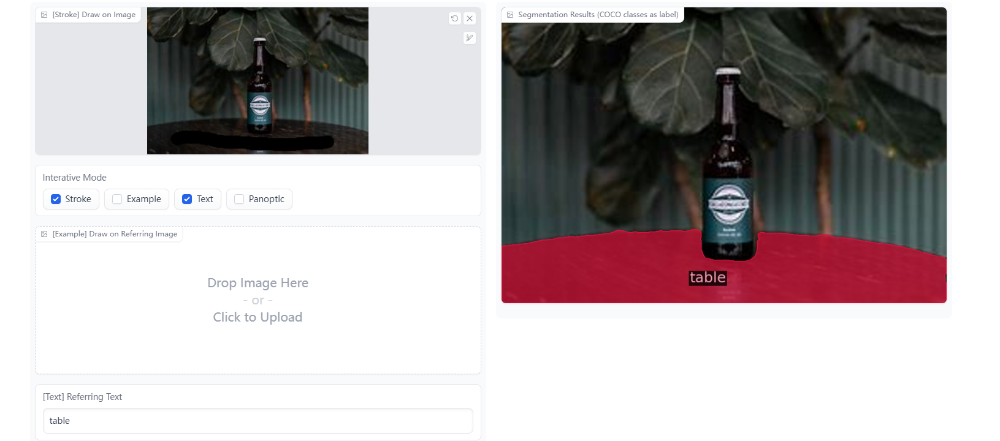 [Stroke] Draw on Image
Interative Mode
Stroke
Example
Text
Panoptic
[Example] Draw on Referring Image
Drop Image Here
- or -
Click to Upload
[Text] Referring Text
table
Segmentation Results (COCO classes as label)
table